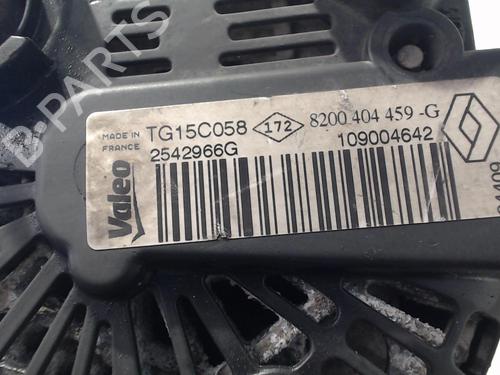 B-PARTS
MADE IN
FRANCE
TG15C058
172
8200 404 459 -G
2542966G
109004642
Valeo